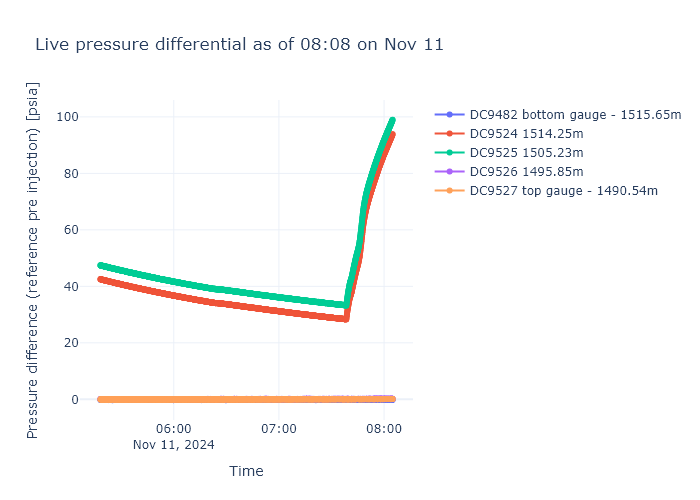 Live pressure differential as of 08:08 on Nov 11
Pressure difference (reference pre injection) [psia]
100
80
60
40
20
0
06:00
Nov 11, 2024
07:00
08:00
Time
DC9482 bottom gauge - 1515.65m
DC9524 1514.25m
DC9525 1505.23m
DC9526 1495.85m
DC9527 top gauge - 1490.54m